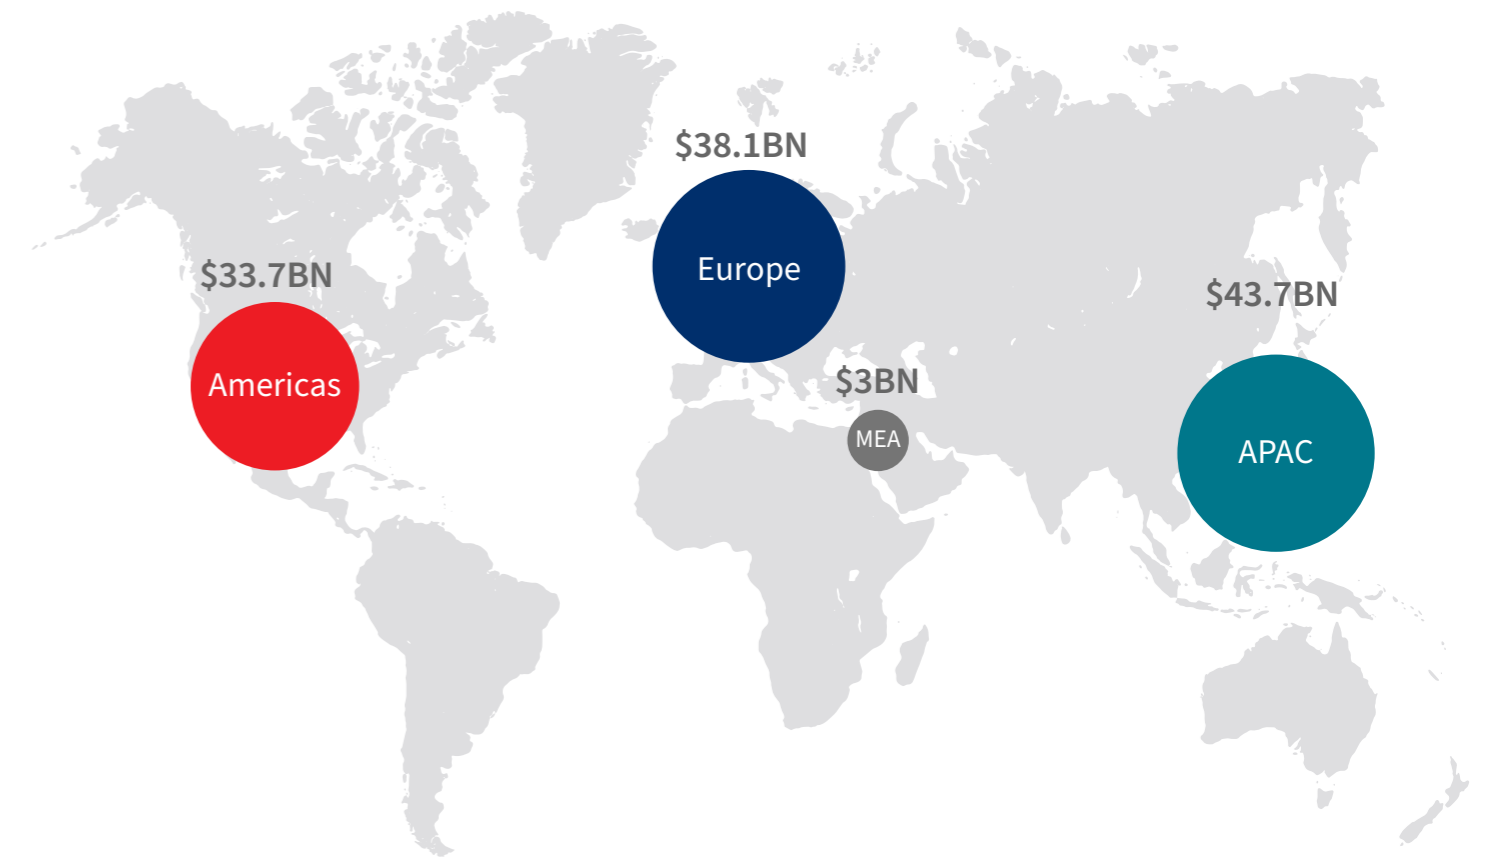 $38.1BN
Europe
$33.7BN
Americas
$43.7BN
APAC
$3BN
MEA